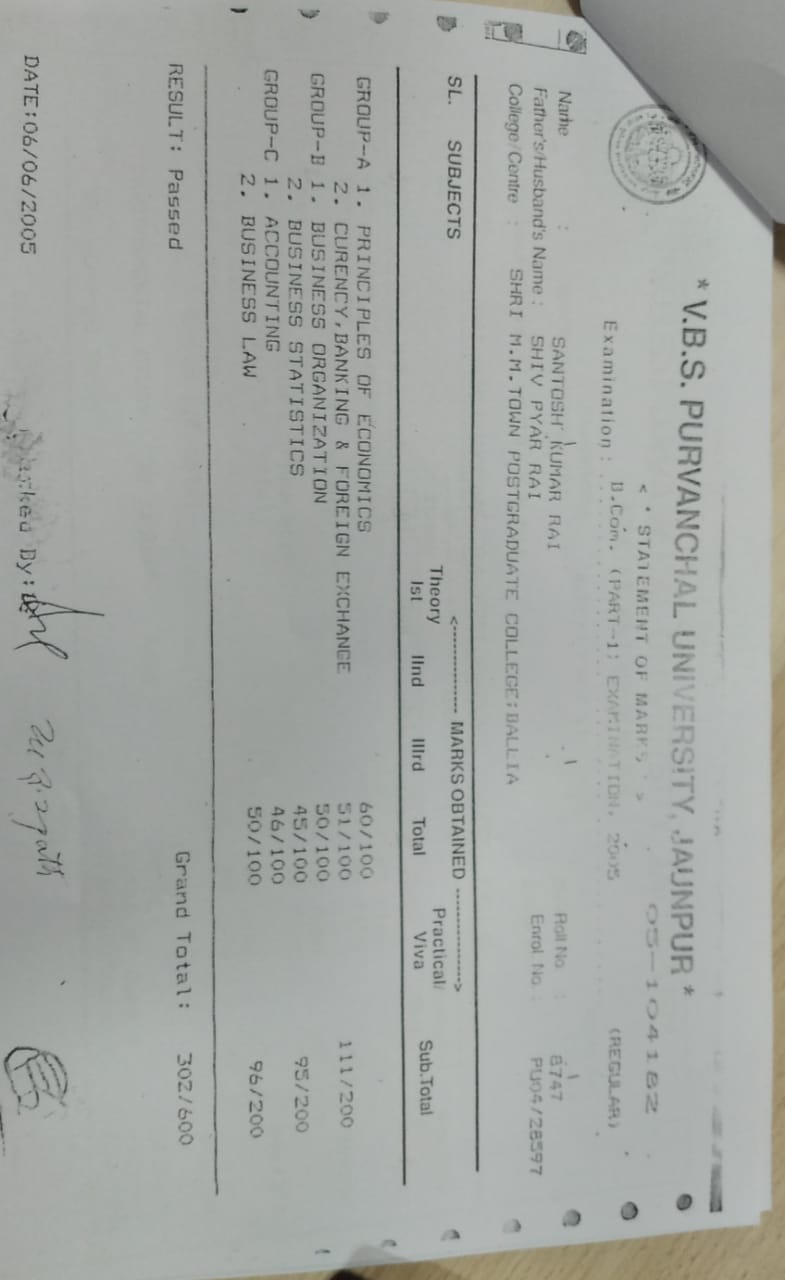 * V.B.S. PURVANCHAL UNIVERSITY, JAUNPUR *
05-104182
< * STATEMENT OF MARKS * >
Examination : B.Com. (PART-1) EXAMINATION, 2005 (REGULAR)
Name : SANTOSH KUMAR RAI Roll No. : 8747
Father's/Husband's Name : SHIV PYAR RAI Enrol. No. : PU04/28597
College/Centre : SHRI M.M.TOWN POSTGRADUATE COLLEGE:BALLIA
SL. SUBJECTS <--------------- MARKS OBTAINED --------------->
Theory Ist IInd IIIrd Total Practical/Viva Sub.Total
GROUP-A 1. PRINCIPLES OF ECONOMICS 60/100
2. CURENCY,BANKING & FOREIGN EXCHANGE 51/100 111/200
GROUP-B 1. BUSINESS ORGANIZATION 50/100
2. BUSINESS STATISTICS 45/100 95/200
GROUP-C 1. ACCOUNTING 46/100
2. BUSINESS LAW 50/100 96/200
RESULT: Passed Grand Total: 302/600
DATE:06/06/2005 By: